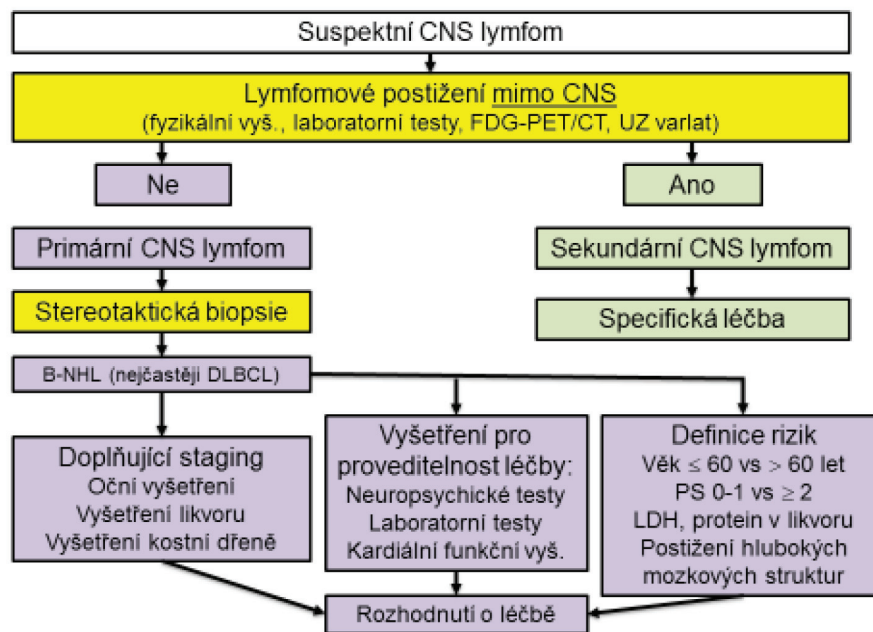 Suspektní CNS lymfom
Lymfomové postižení mimo CNS
(fyzikální vyš., laboratorní testy, FDG-PET/CT, UZ varlat)
Ne
Ano
Primární CNS lymfom
Sekundární CNS lymfom
Stereotaktická biopsie
Specifická léčba
B-NHL (nejčastěji DLBCL)
Doplňující staging
Oční vyšetření
Vyšetření likvoru
Vyšetření kostní dřeně
Vyšetření pro
proveditelnost léčby:
Neuropsychické testy
Laboratorní testy
Kardiální funkční vyš.
Definice rizik
Věk ≤ 60 vs > 60 let
PS 0-1 vs ≥ 2
LDH, protein v likvoru
Postižení hlubokých
mozkových struktur
Rozhodnutí o léčbě